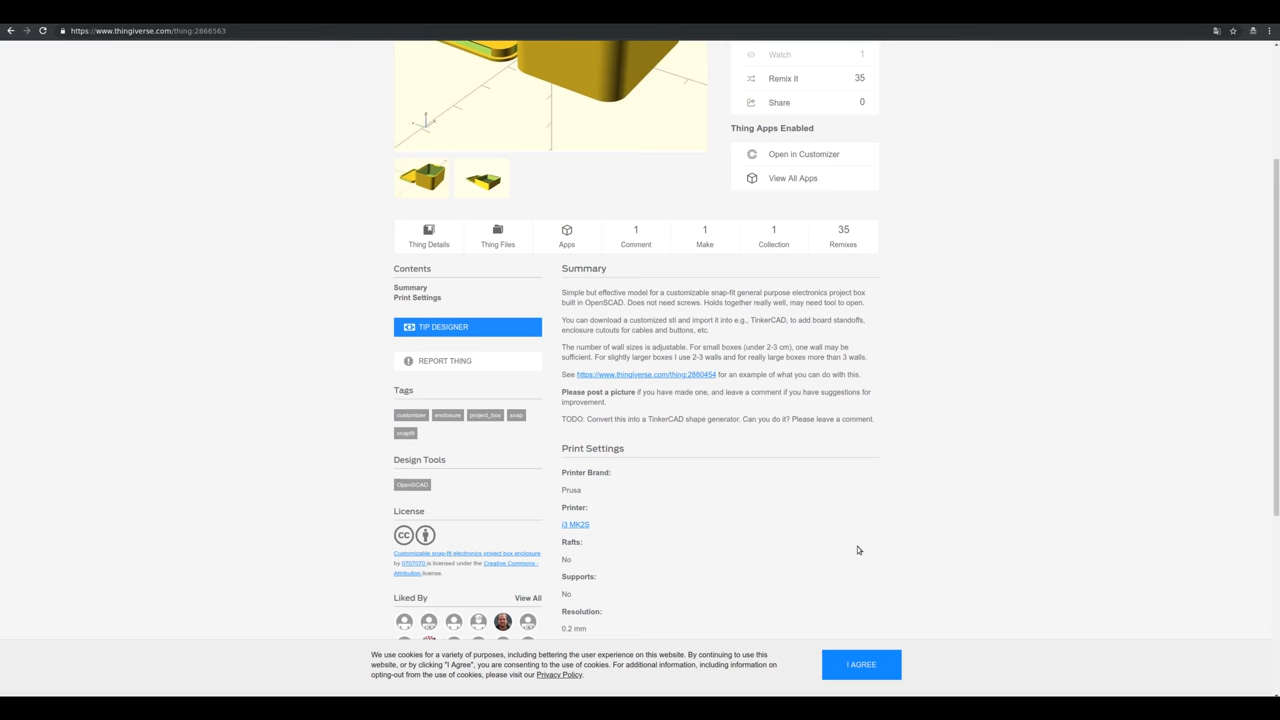 https://www.thingiverse.com/thing:2866563
Watch 1
Remix It 35
Share 0
Thing Apps Enabled
Open in Customizer
View All Apps
Thing Details
Thing Files
Apps
1
Comment
1
Make
1
Collection
35
Remixes
Contents
Summary
Print Settings
TIP DESIGNER
REPORT THING
Tags
customizer enclosure project_box snap
snapfit
Design Tools
OpenSCAD
License
Customizable snap-fit electronics project box enclosure
by 0707070 is licensed under the Creative Commons -
Attribution license.
Liked By View All
Summary
Simple but effective model for a customizable snap-fit general purpose electronics project box
built in OpenSCAD. Does not need screws. Holds together really well, may need tool to open.
You can download a customized stl and import it into e.g., TinkerCAD, to add board standoffs,
enclosure cutouts for cables and buttons, etc.
The number of wall sizes is adjustable. For small boxes (under 2-3 cm), one wall may be
sufficient. For slightly larger boxes I use 2-3 walls and for really large boxes more than 3 walls.
See https://www.thingiverse.com/thing:2880454 for an example of what you can do with this.
Please post a picture if you have made one, and leave a comment if you have suggestions for
improvement.
TODO: Convert this into a TinkerCAD shape generator. Can you do it? Please leave a comment.
Print Settings
Printer Brand:
Prusa
Printer:
i3 MK2S
Rafts:
No
Supports:
No
Resolution:
0.2 mm
We use cookies for a variety of purposes, including bettering the user experience on this website. By continuing to use this
website, or by clicking "I Agree", you are consenting to the use of cookies. For additional information, including information on
opting-out from the use of cookies, please visit our Privacy Policy.
I AGREE